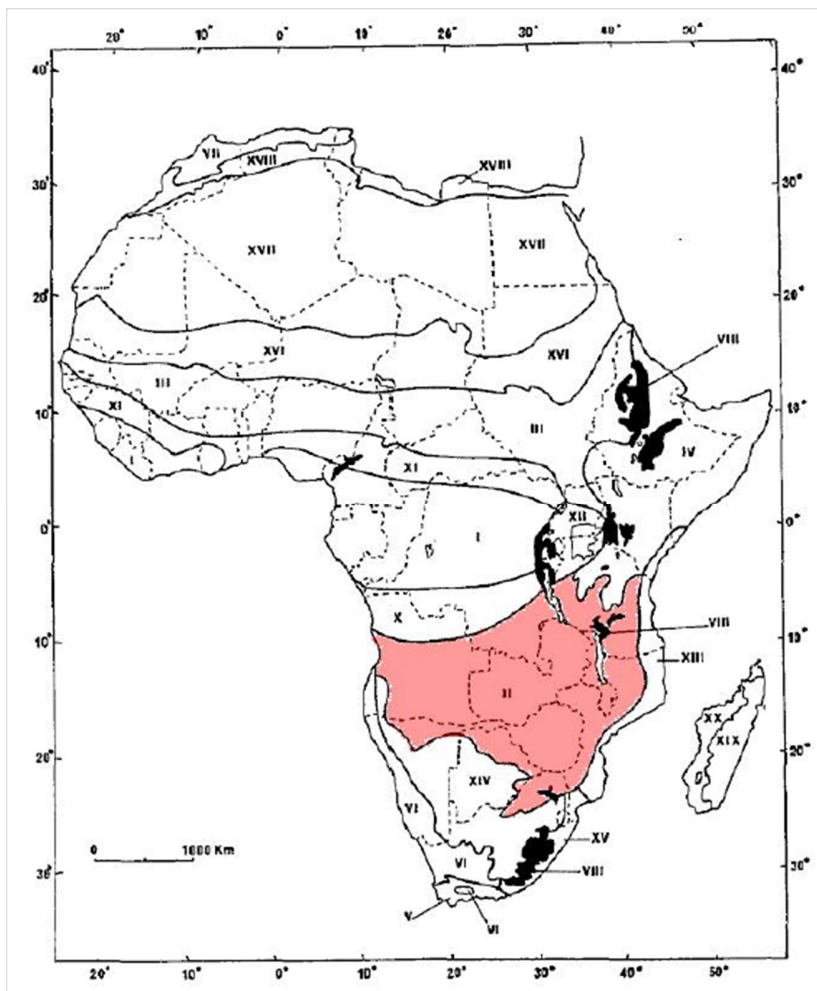 20° 10° 0° 10° 20° 30° 40° 50°
40° 40°
VII XVIII XVIII
30° 30°
XVII XVII
20° 20°
XVI XVI VIII
III
XI
10° III 10°
XI IV
0° I XII 0°
X
10° VIII 10°
XIII
II
XX
XIX
20° 20°
XIV
VI
0 1000 Km XV
VI VIII
30° 30°
V VI
20° 10° 0° 10° 20° 30° 40° 50°